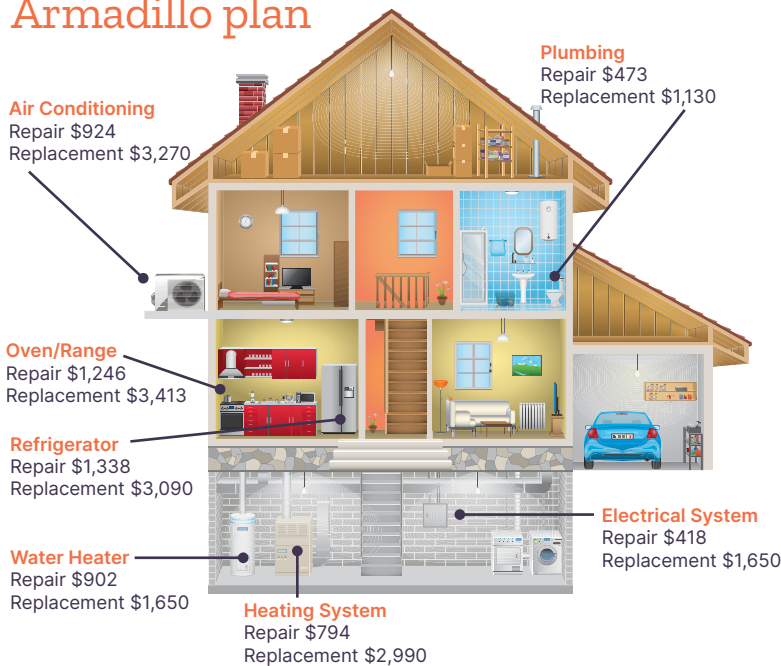 Armadillo plan
Plumbing
Repair $473
Replacement $1,130
Air Conditioning
Repair $924
Replacement $3,270
Oven/Range
Repair $1,246
Replacement $3,413
Refrigerator
Repair $1,338
Replacement $3,090
Electrical System
Repair $418
Replacement $1,650
Water Heater
Repair $902
Replacement $1,650
Heating System
Repair $794
Replacement $2,990